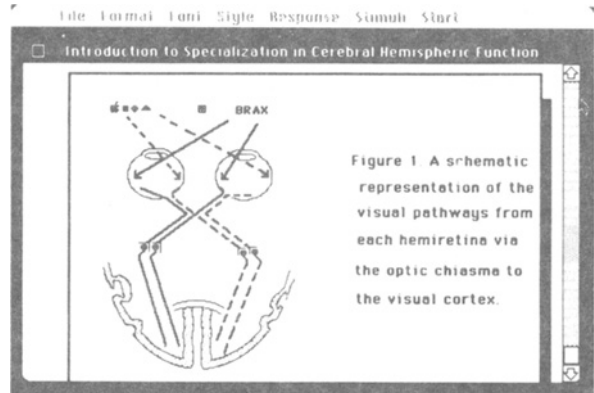 File Format Font Style Response Stimuli Start
Introduction to Specialization in Cerebral Hemispheric Function
BRAX
Figure 1. A schematic
representation of the
visual pathways from
each hemiretina via
the optic chiasma to
the visual cortex.